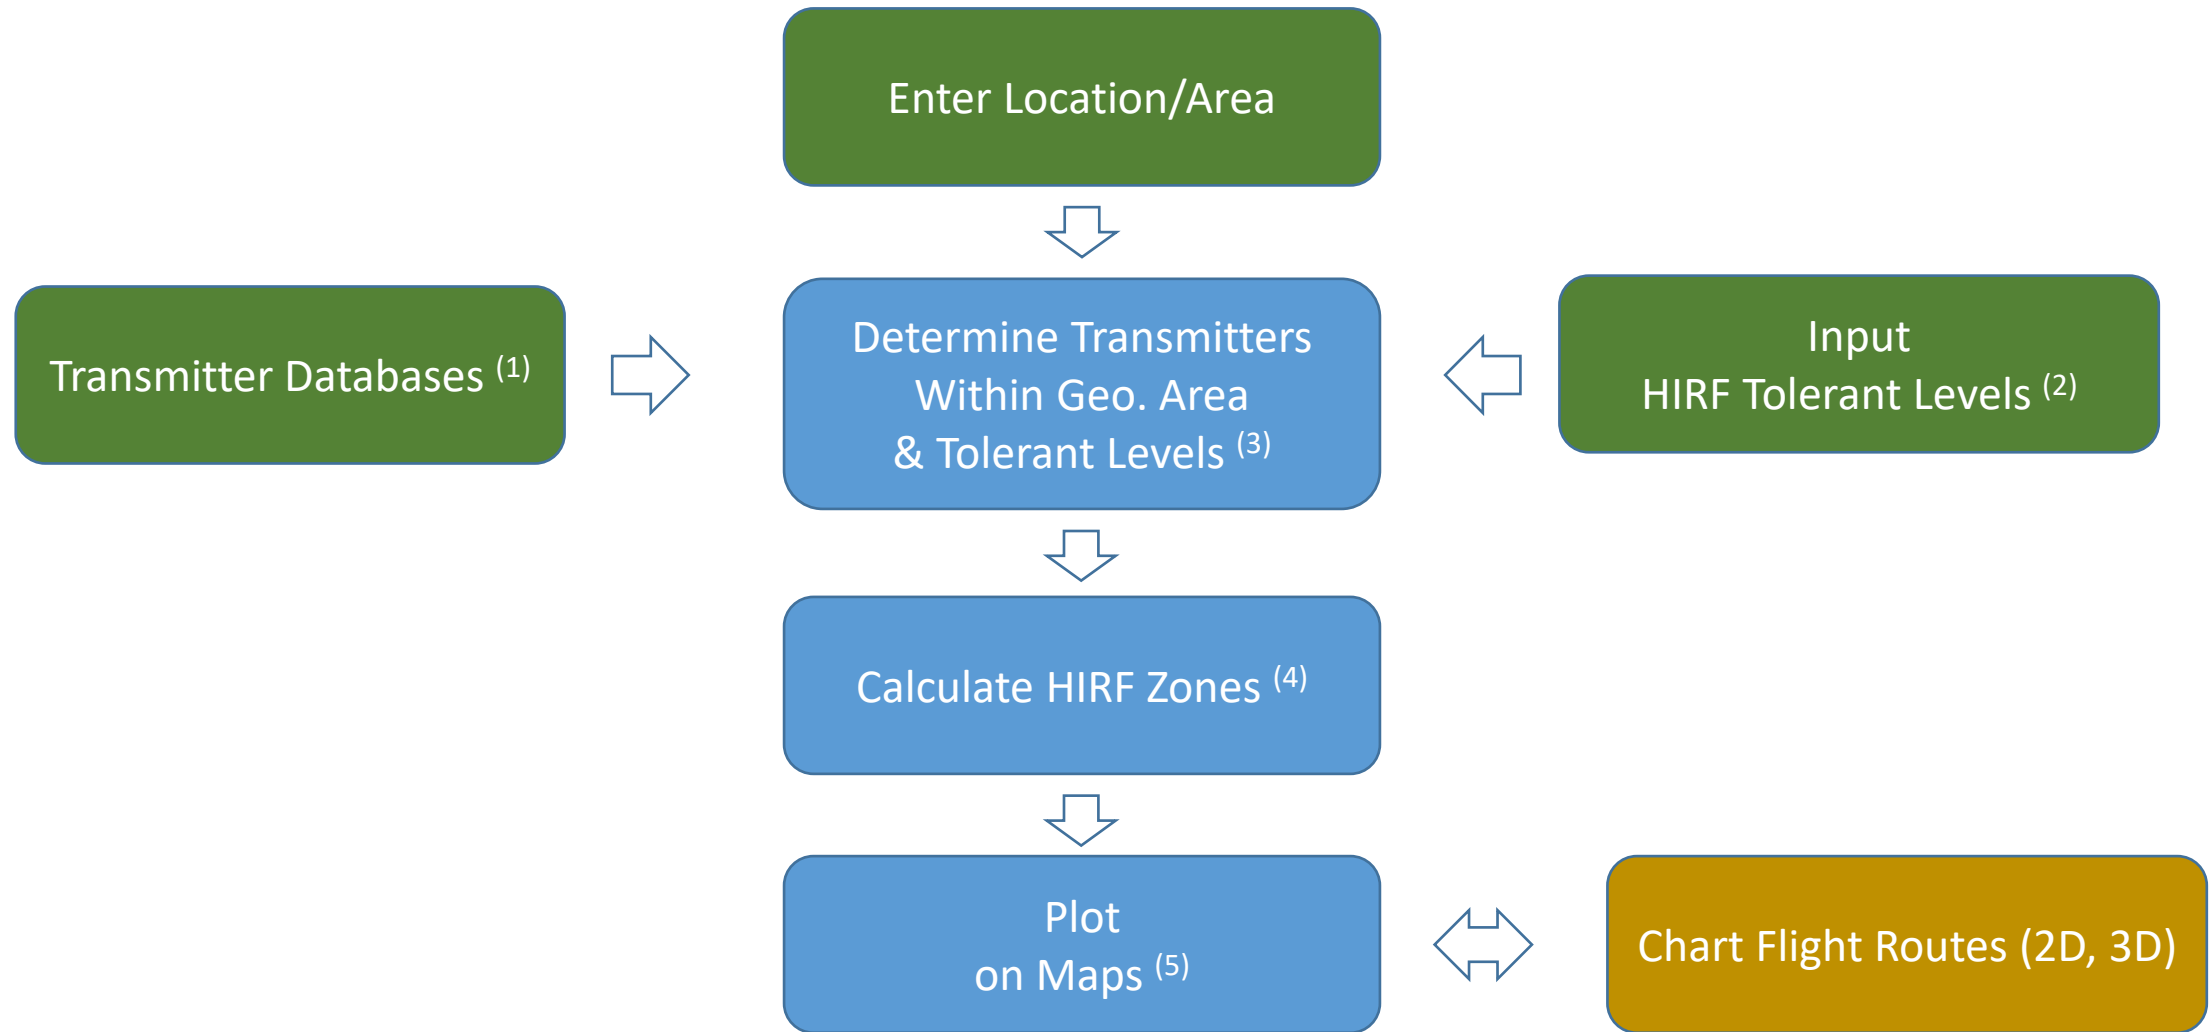 Enter Location/Area
Transmitter Databases (1)
Determine Transmitters
Within Geo. Area
& Tolerant Levels (3)
Input
HIRF Tolerant Levels (2)
Calculate HIRF Zones (4)
Plot
on Maps (5)
Chart Flight Routes (2D, 3D)